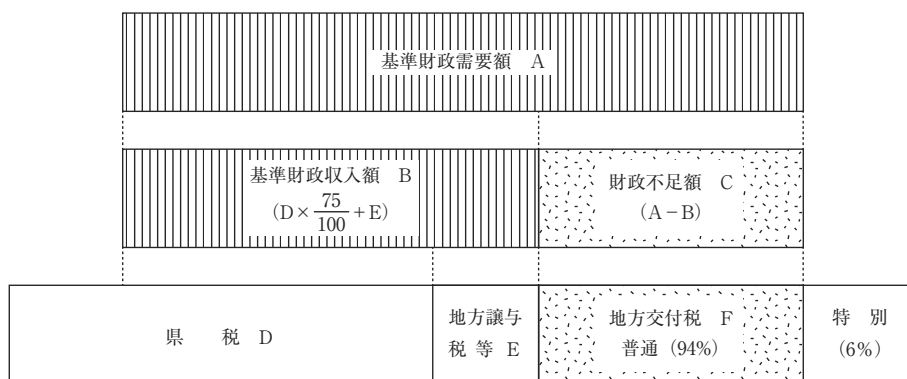 基準財政需要額 A
基準財政収入額 B
(D×75/100+E)
財政不足額 C
(A−B)
県 税 D
地方譲与
税 等 E
地方交付税 F
普通 (94%)
特 別
(6%)